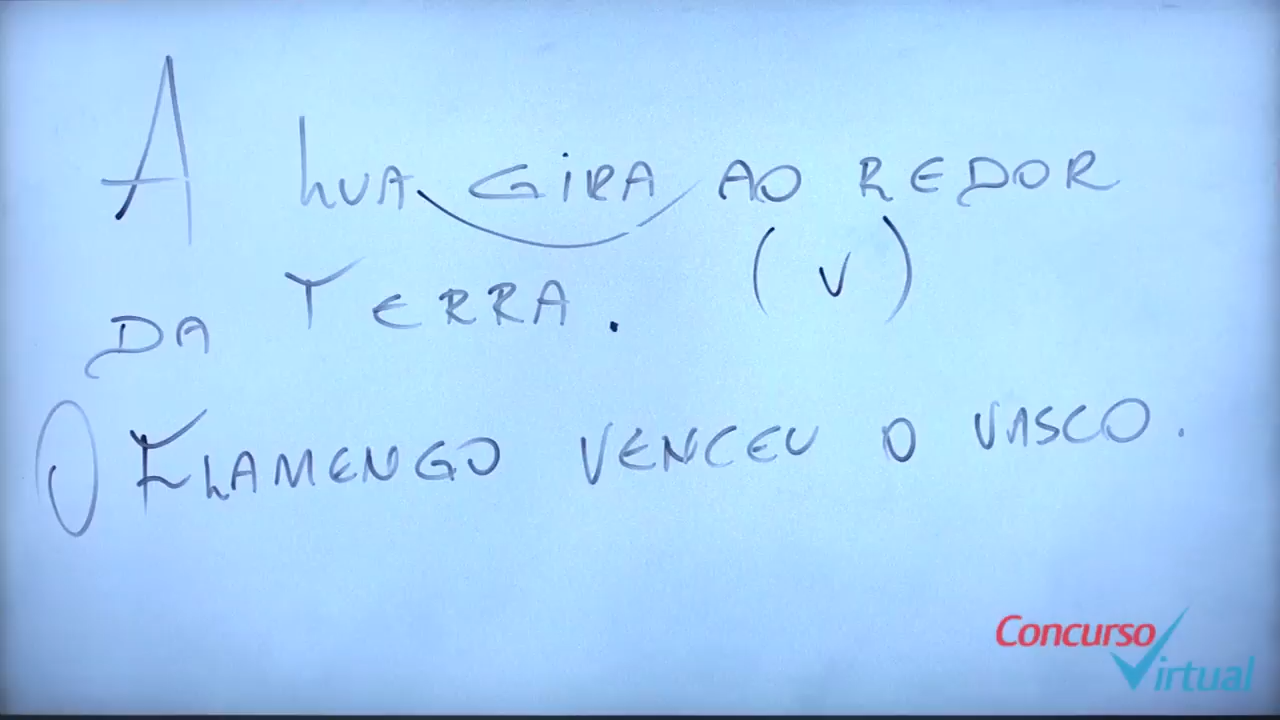 A LUA GIRA AO REDOR
DA TERRA. (V)
O FLAMENGO VENCEU O VASCO.
Concurso
Virtual